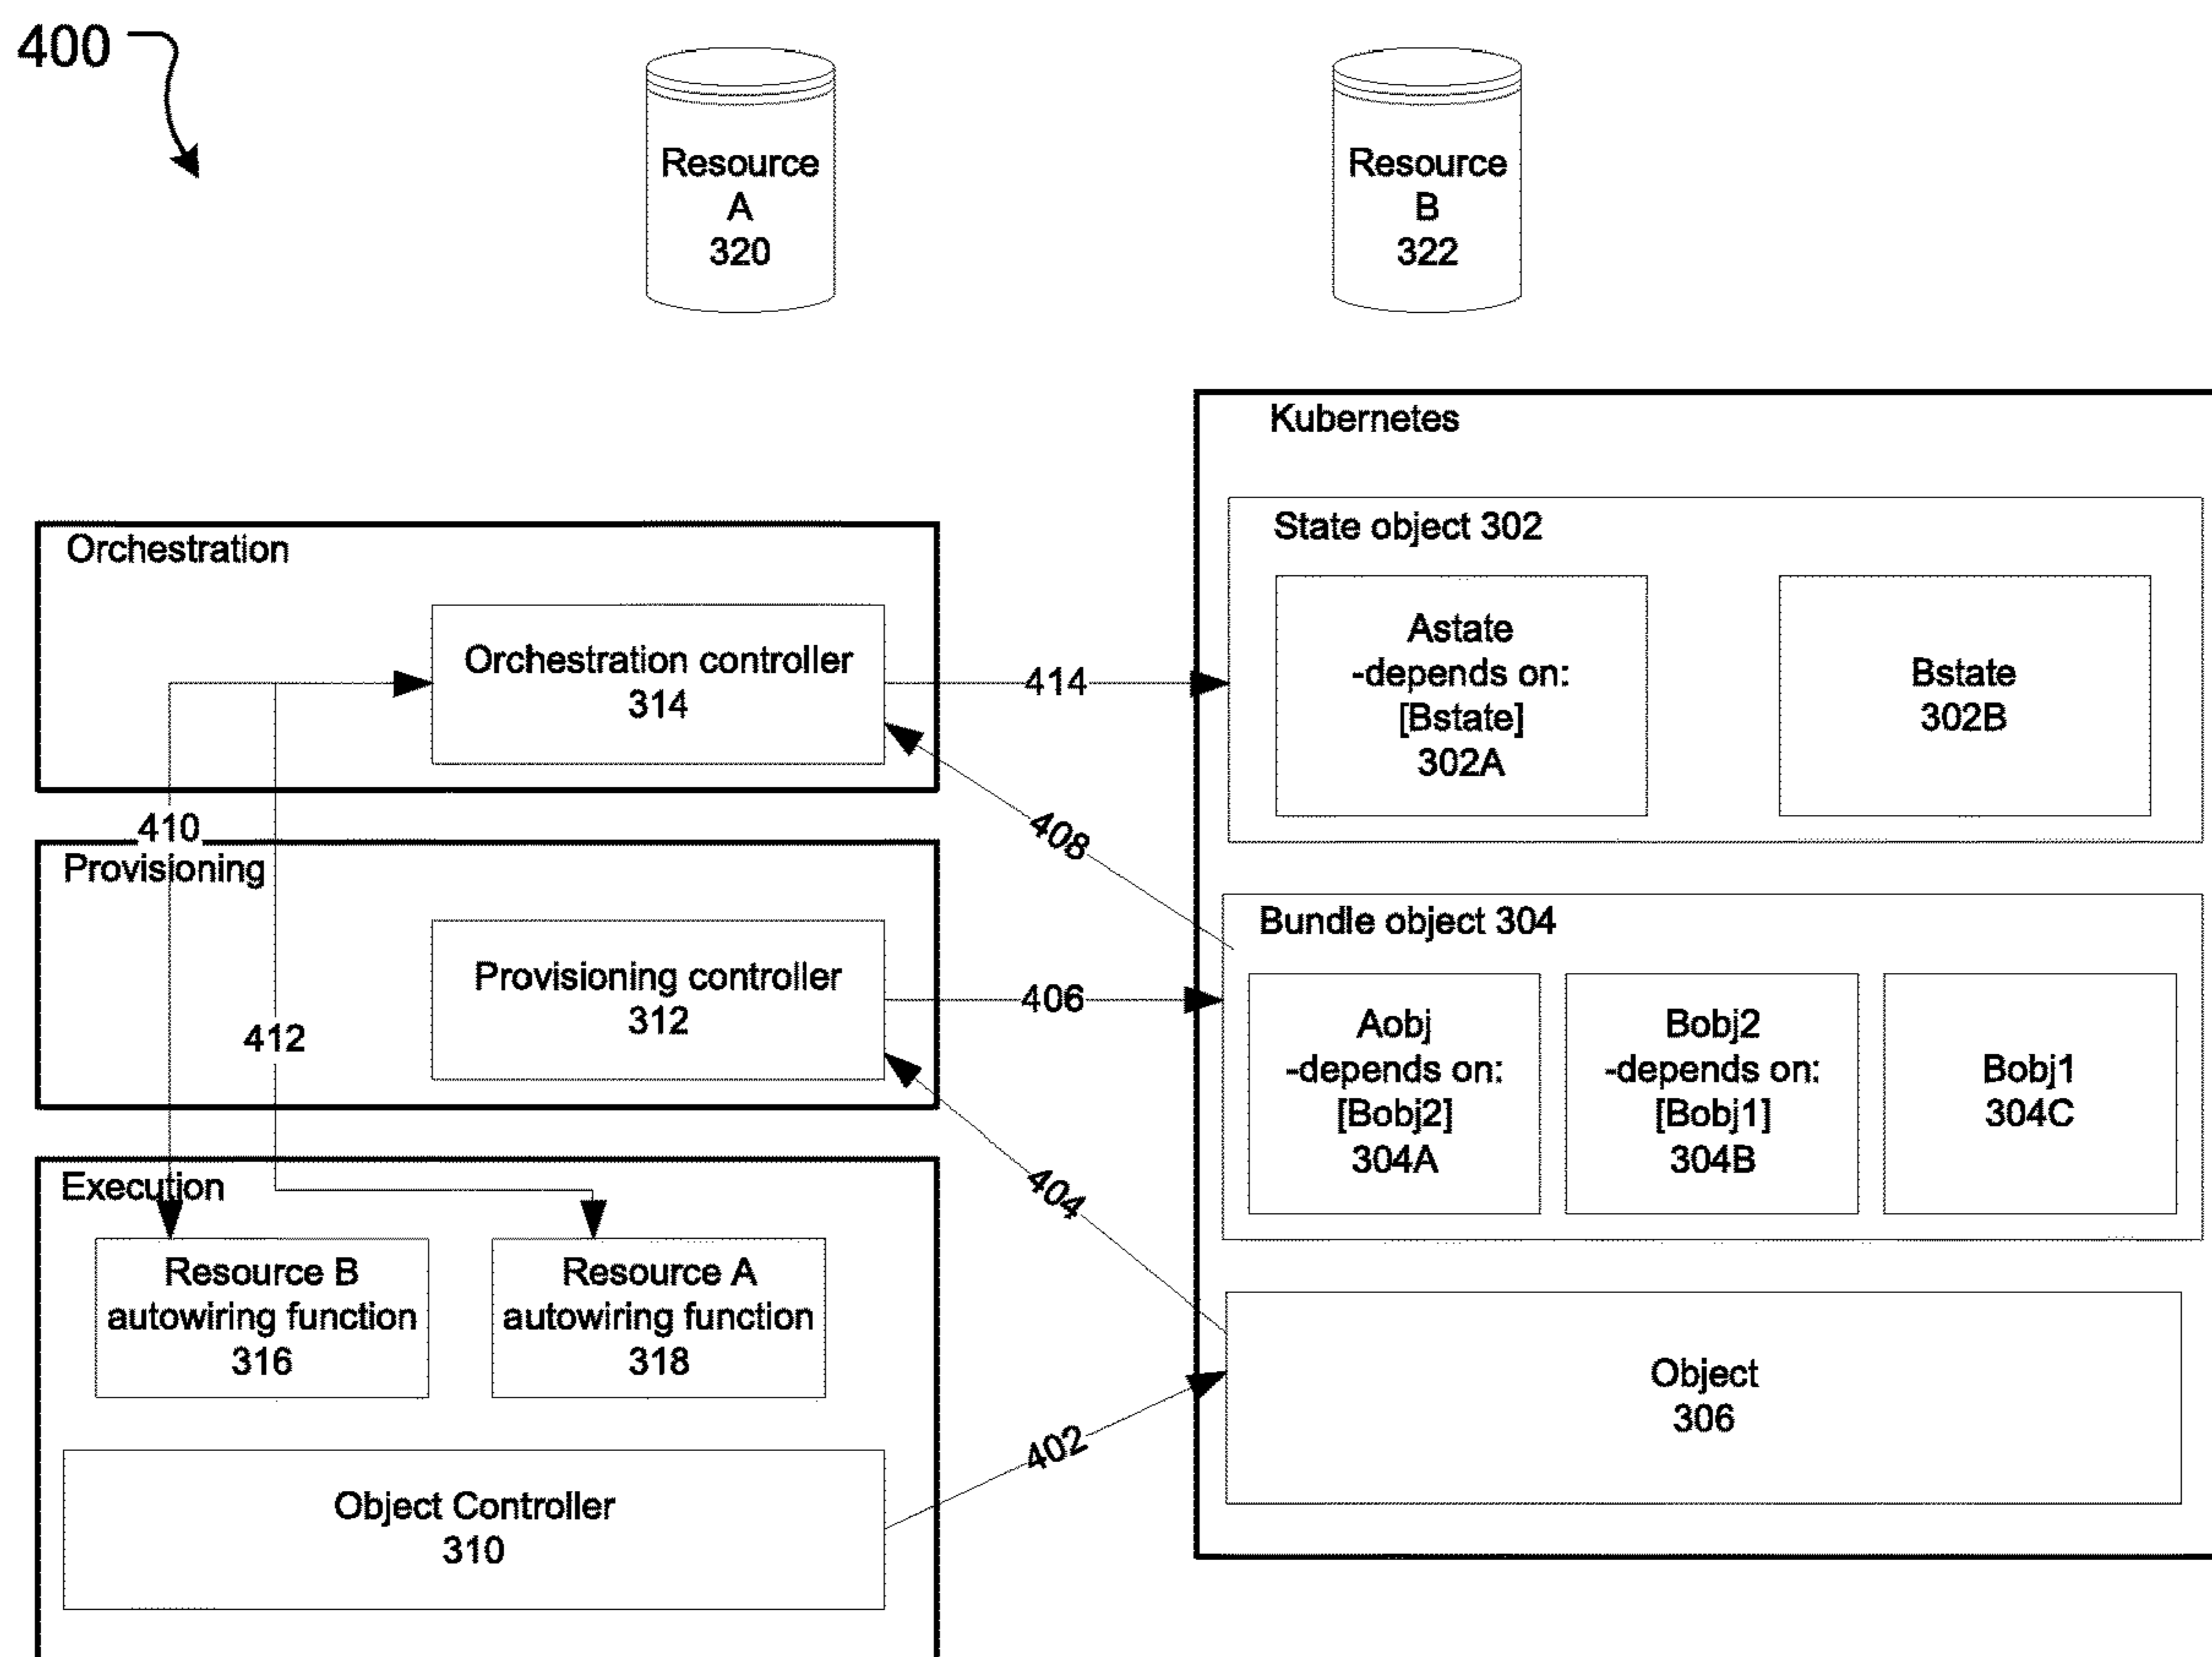 400
Resource
A
320
Resource
B
322
Kubernetes
State object 302
Astate
-depends on:
[Bstate]
302A
Bstate
302B
Orchestration
Orchestration controller
314
414
408
410
Provisioning
Provisioning controller
312
412
406
Bundle object 304
Aobj
-depends on:
[Bobj2]
304A
Bobj2
-depends on:
[Bobj1]
304B
Bobj1
304C
404
Execution
Resource B
autowiring function
316
Resource A
autowiring function
318
Object Controller
310
402
Object
306